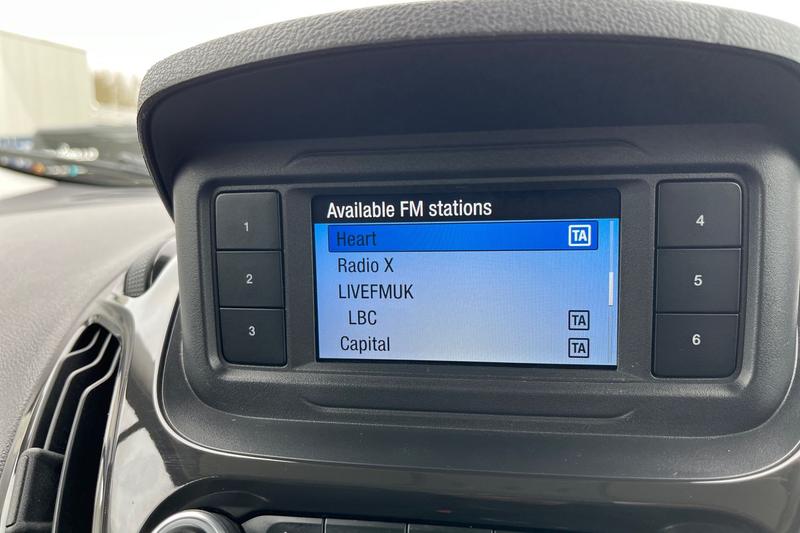 Available FM stations
Heart TA
Radio X
LIVEFMUK
LBC TA
Capital TA
1
2
3
4
5
6